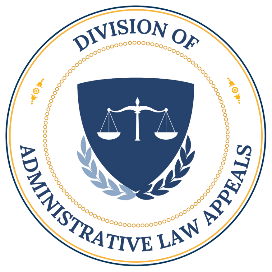 DIVISION OF
ADMINISTRATIVE LAW APPEALS